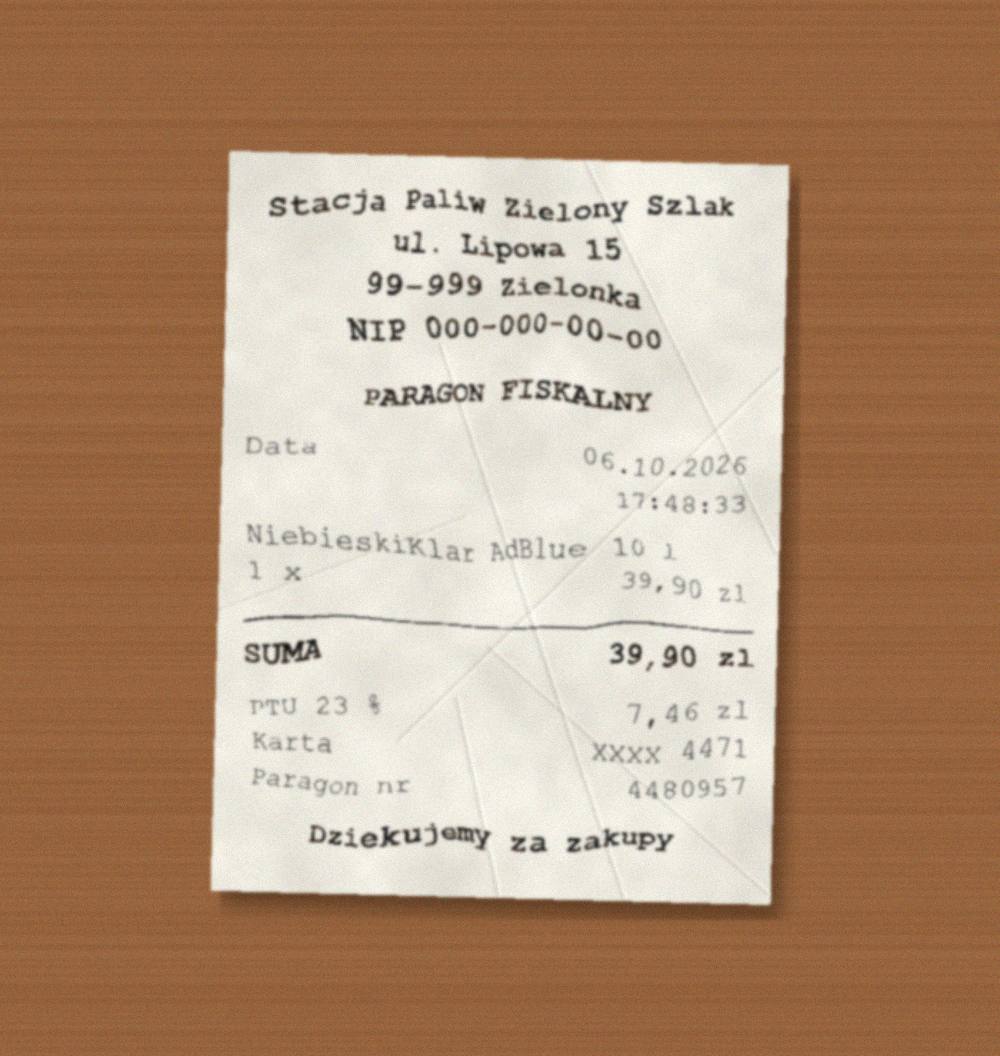 Stacja Paliw Zielony Szlak
ul. Lipowa 15
99-999 Zielonka
NIP 000-000-00-00
PARAGON FISKALNY
Data 06.10.2026
17:48:33
NiebieskiKlar AdBlue 10 l
1 x 39,90 zl
SUMA 39,90 zl
PTU 23 % 7,46 zl
Karta XXXX 4471
Paragon nr 4480957
Dziekujemy za zakupy